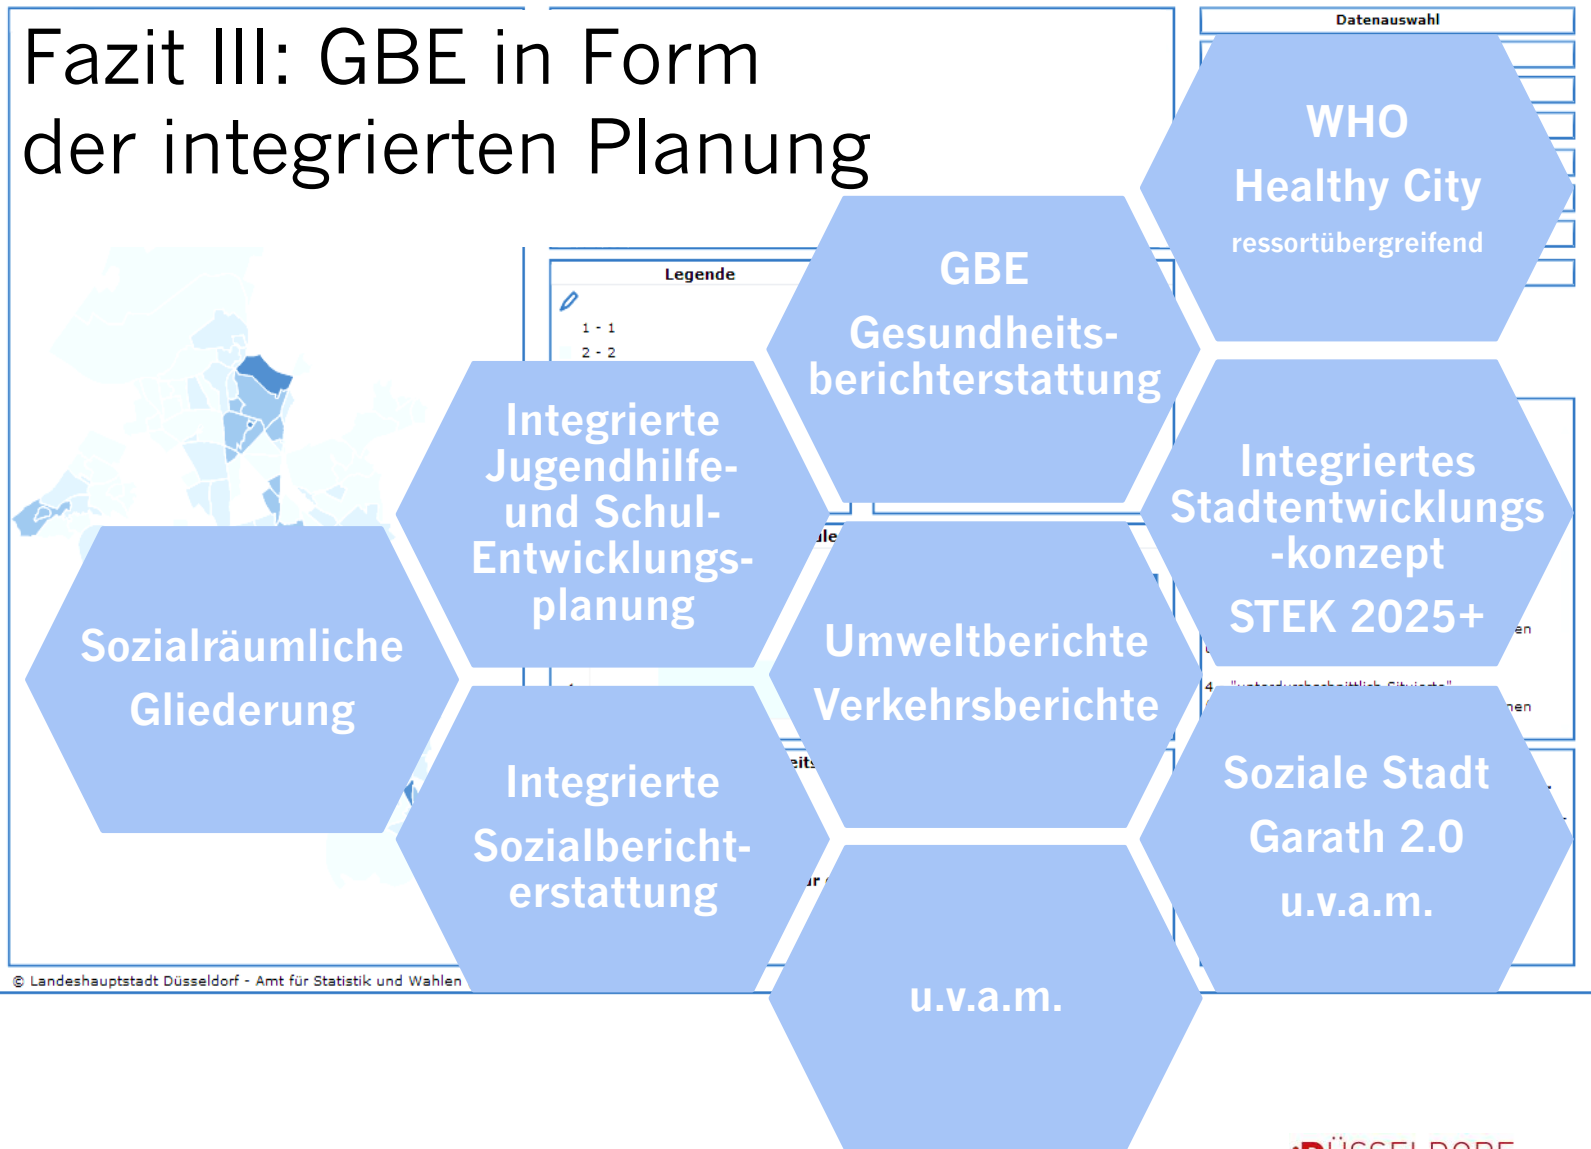 Fazit III: GBE in Form
der integrierten Planung
Datenauswahl
WHO
Healthy City
ressortübergreifend
Legende
1 - 1
2 - 2
GBE
Gesundheits-
berichterstattung
Integrierte
Jugendhilfe-
und Schul-
Entwicklungs-
planung
Integriertes
Stadtentwicklungs
-konzept
STEK 2025+
Sozialräumliche
Gliederung
Umweltberichte
Verkehrsberichte
Integrierte
Sozialbericht-
erstattung
Soziale Stadt
Garath 2.0
u.v.a.m.
u.v.a.m.
© Landeshauptstadt Düsseldorf - Amt für Statistik und Wahlen
DÜSSELDORF